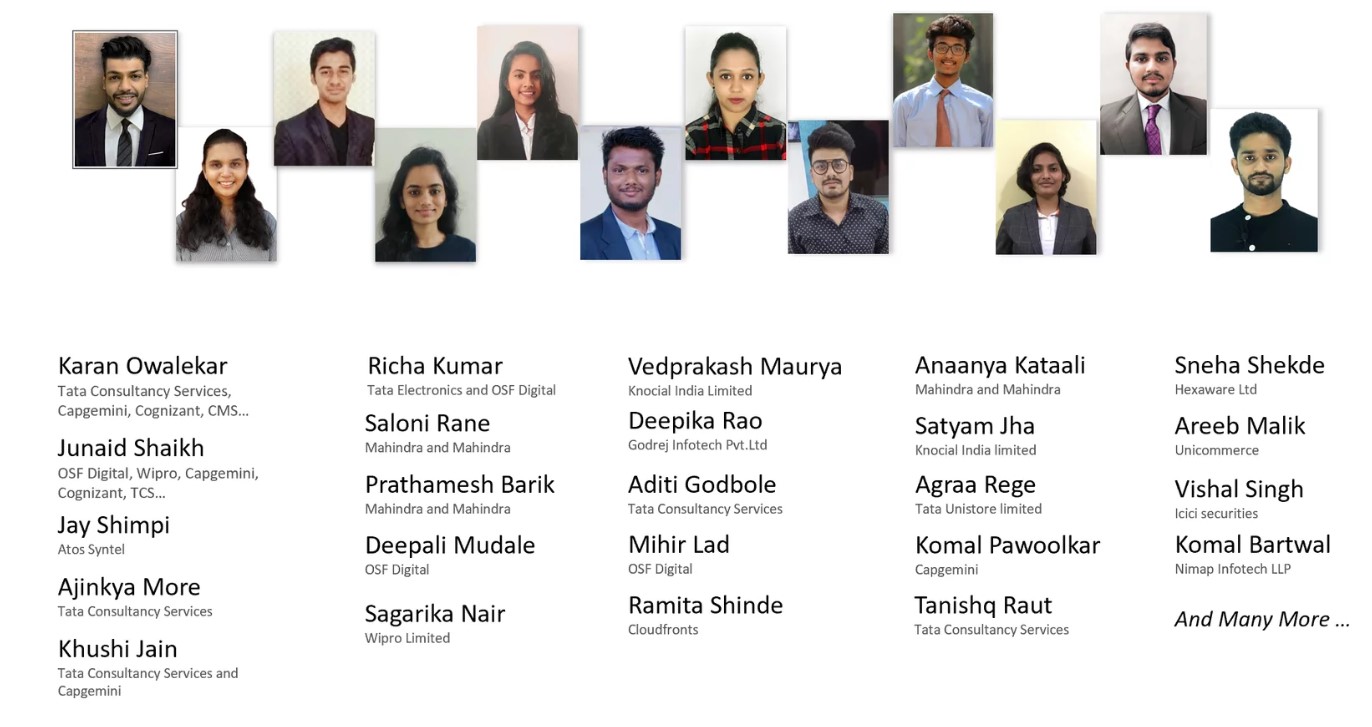 Karan Owalekar
Tata Consultancy Services,
Capgemini, Cognizant, CMS...
Junaid Shaikh
OSF Digital, Wipro, Capgemini,
Cognizant, TCS...
Jay Shimpi
Atos Syntel
Ajinkya More
Tata Consultancy Services
Khushi Jain
Tata Consultancy Services and
Capgemini
Richa Kumar
Tata Electronics and OSF Digital
Saloni Rane
Mahindra and Mahindra
Prathamesh Barik
Mahindra and Mahindra
Deepali Mudale
OSF Digital
Sagarika Nair
Wipro Limited
Vedprakash Maurya
Knocial India Limited
Deepika Rao
Godrej Infotech Pvt.Ltd
Aditi Godbole
Tata Consultancy Services
Mihir Lad
OSF Digital
Ramita Shinde
Cloudfronts
Anaanya Kataali
Mahindra and Mahindra
Satyam Jha
Knocial India limited
Agraa Rege
Tata Unistore limited
Komal Pawoolkar
Capgemini
Tanishq Raut
Tata Consultancy Services
Sneha Shekde
Hexaware Ltd
Areeb Malik
Unicommerce
Vishal Singh
Icici securities
Komal Bartwal
Nimap Infotech LLP
And Many More ...